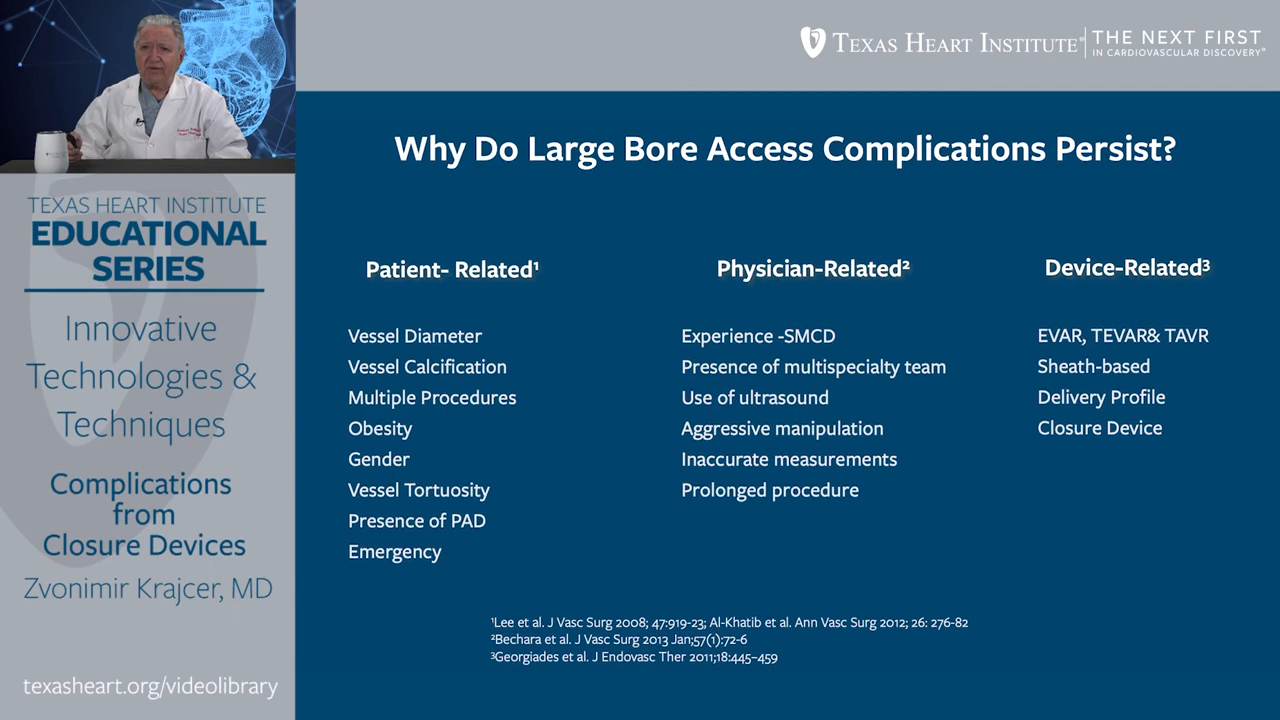 TEXAS HEART INSTITUTE®
THE NEXT FIRST
IN CARDIOVASCULAR DISCOVERY®
TEXAS HEART INSTITUTE
EDUCATIONAL
SERIES
Innovative
Technologies &
Techniques
Complications
from
Closure Devices
Zvonimir Krajcer, MD
texasheart.org/videolibrary
Why Do Large Bore Access Complications Persist?
Patient- Related¹
Vessel Diameter
Vessel Calcification
Multiple Procedures
Obesity
Gender
Vessel Tortuosity
Presence of PAD
Emergency
Physician-Related²
Experience -SMCD
Presence of multispecialty team
Use of ultrasound
Aggressive manipulation
Inaccurate measurements
Prolonged procedure
Device-Related³
EVAR, TEVAR& TAVR
Sheath-based
Delivery Profile
Closure Device
¹Lee et al. J Vasc Surg 2008; 47:919-23; Al-Khatib et al. Ann Vasc Surg 2012; 26: 276-82
²Bechara et al. J Vasc Surg 2013 Jan;57(1):72-6
³Georgiades et al. J Endovasc Ther 2011;18:445–459